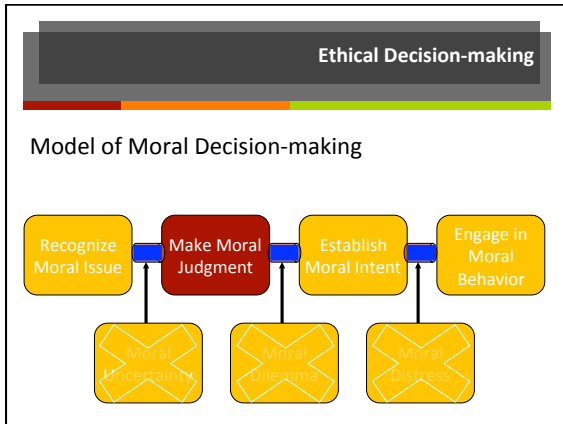 Ethical Decision-making
Model of Moral Decision-making
Recognize
Moral Issue
Make Moral
Judgment
Establish
Moral Intent
Engage in
Moral
Behavior
Moral
Uncertainty
Moral
Dilemma
Moral
Distress